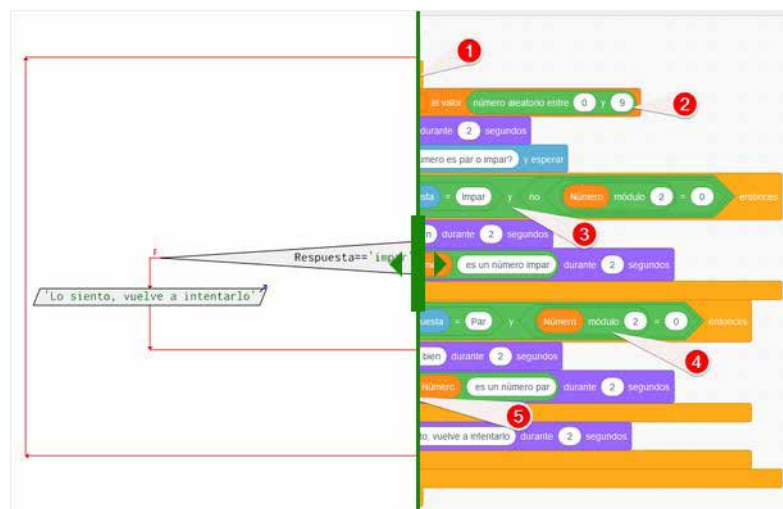 1
el valor número aleatorio entre 0 y 9
2
durante 2 segundos
número es par o impar? y esperar
= Impar y no Número módulo 2 = 0 entonces
3
durante 2 segundos
F
Respuesta=='impar'
es un número impar durante 2 segundos
'Lo siento, vuelve a intentarlo'
= Par y Número módulo 2 = 0 entonces
bien durante 2 segundos
4
Número es un número par durante 2 segundos
5
vuelve a intentarlo durante 2 segundos